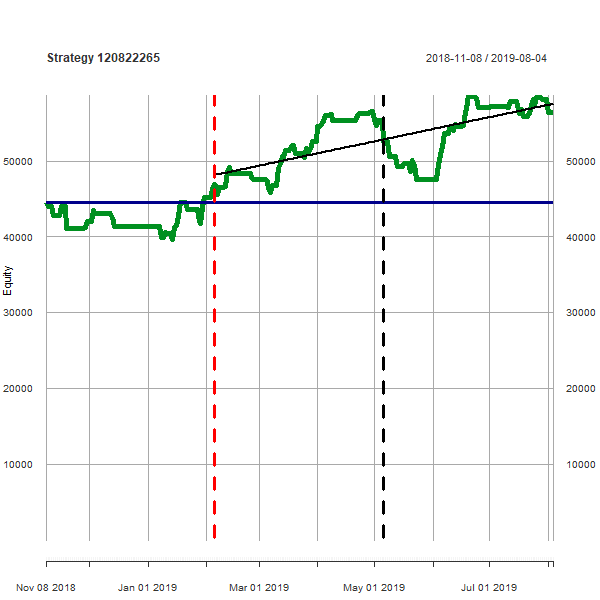 Strategy 120822265
2018-11-08 / 2019-08-04
50000
50000
40000
40000
Equity
30000
30000
20000
20000
10000
10000
Nov 08 2018
Jan 01 2019
Mar 01 2019
May 01 2019
Jul 01 2019